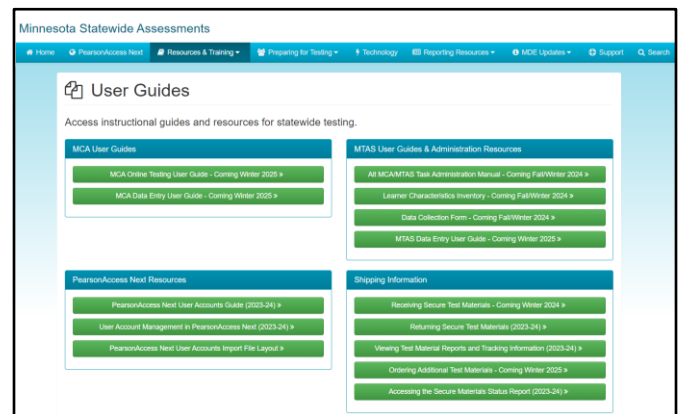 Minnesota Statewide Assessments
Home PearsonAccess Next Resources & Training Preparing for Testing Technology Reporting Resources MDE Updates Support Search
User Guides
Access instructional guides and resources for statewide testing.
MCA User Guides
MCA Online Testing User Guide - Coming Winter 2025 »
MCA Data Entry User Guide - Coming Winter 2025 »
MTAS User Guides & Administration Resources
Alt MCA/MTAS Task Administration Manual - Coming Fall/Winter 2024 »
Learner Characteristics Inventory - Coming Fall/Winter 2024 »
Data Collection Form - Coming Fall/Winter 2024 »
MTAS Data Entry User Guide - Coming Winter 2025 »
PearsonAccess Next Resources
PearsonAccess Next User Accounts Guide (2023-24) »
User Account Management in PearsonAccess Next (2023-24) »
PearsonAccess Next User Accounts Import File Layout »
Shipping Information
Receiving Secure Test Materials - Coming Winter 2024 »
Returning Secure Test Materials (2023-24) »
Viewing Test Material Reports and Tracking Information (2023-24) »
Ordering Additional Test Materials - Coming Winter 2025 »
Accessing the Secure Materials Status Report (2023-24) »